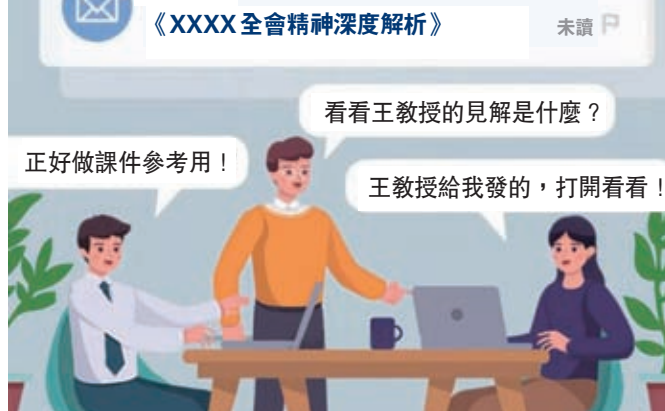 《XXXX全會精神深度解析》 未讀
看看王教授的見解是什麼？
正好做課件參考用！
王教授給我發的，打開看看！